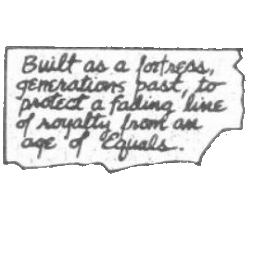 Built as a fortress,
generations past, to
protect a fading line
of royalty from an
age of Equals.